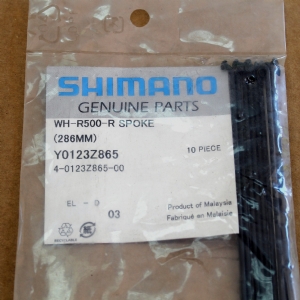 SHIMANO
GENUINE PARTS
WH-R500-R SPOKE
(286MM)
Y0123Z865 10 PIECE
4-0123Z865-00
EL - 0
03
Product of Malaysia
Fabriqué en Malaisie